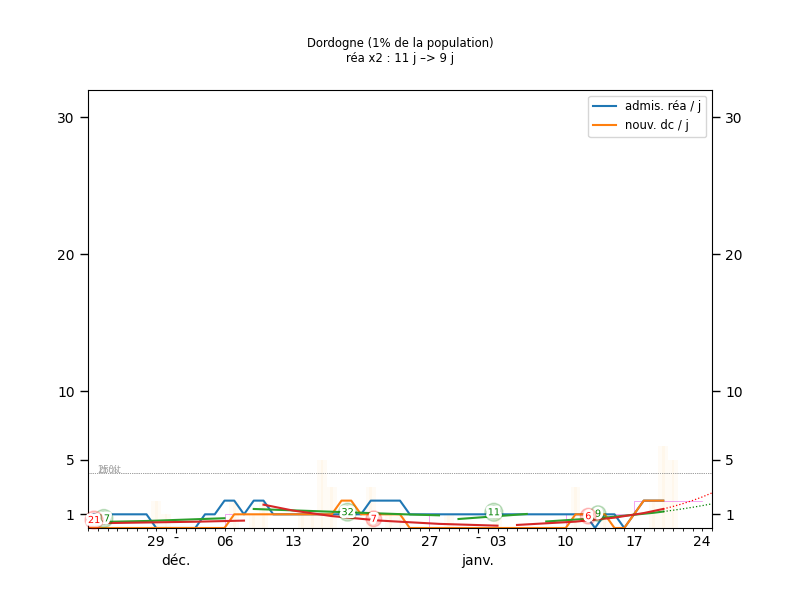 Dordogne (1% de la population)
réa x2 : 11 j –> 9 j
admis. réa / j
nouv. dc / j
30 30
20 20
10 10
5 5
1 1
21 7 32 7 11 6 9
29 - 06 13 20 27 - 03 10 17 24
déc. janv.